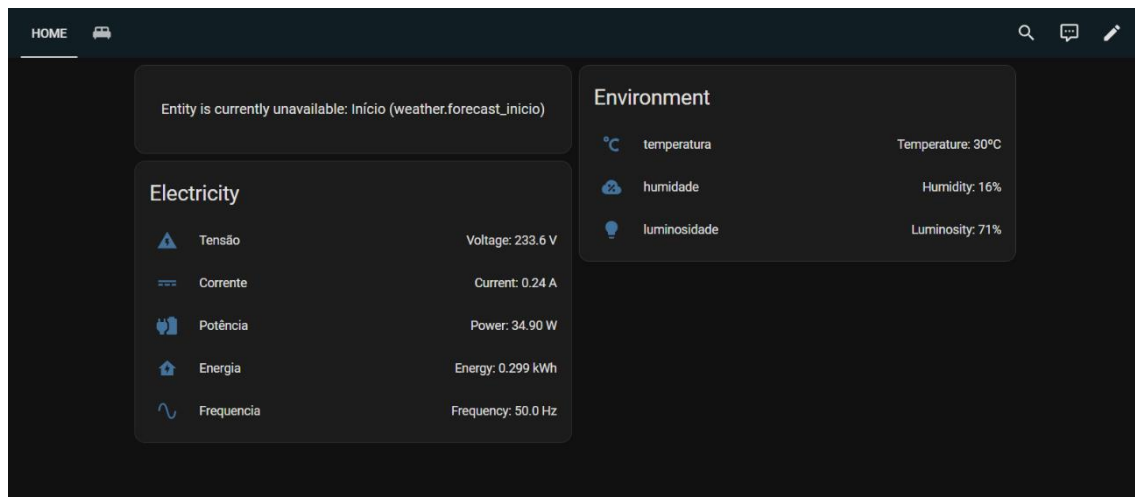 HOME
Entity is currently unavailable: Início (weather.forecast_inicio)
Electricity
Tensão Voltage: 233.6 V
Corrente Current: 0.24 A
Potência Power: 34.90 W
Energia Energy: 0.299 kWh
Frequencia Frequency: 50.0 Hz
Environment
°C temperatura Temperature: 30ºC
humidade Humidity: 16%
luminosidade Luminosity: 71%